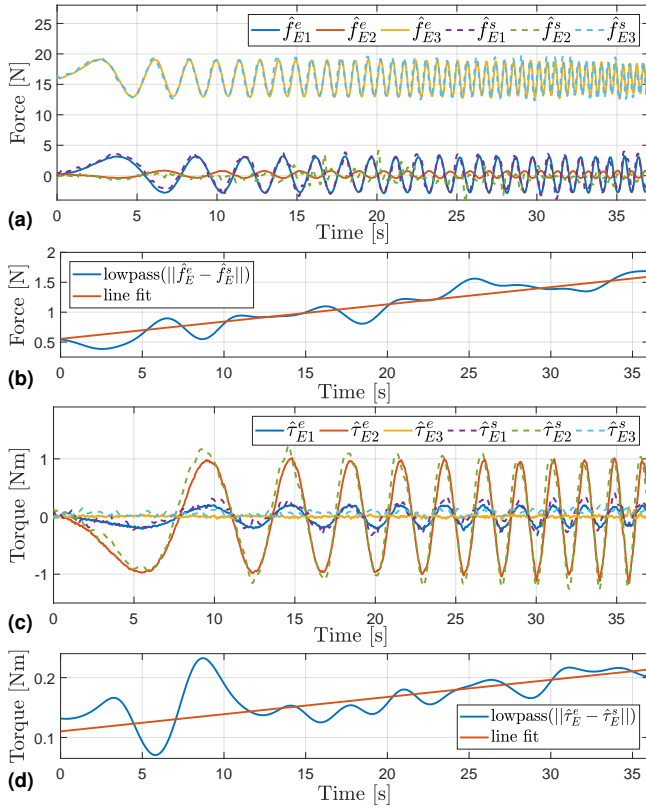 f̂ᵉ_E1 f̂ᵉ_E2 f̂ᵉ_E3 f̂ˢ_E1 f̂ˢ_E2 f̂ˢ_E3
Force [N]
25
20
15
10
5
0
0 5 10 15 20 25 30 35
(a)
Time [s]
Force [N]
2
1.5
1
0.5
lowpass(||f̂ᵉ_E − f̂ˢ_E||)
line fit
0 5 10 15 20 25 30 35
(b)
Time [s]
τ̂ᵉ_E1 τ̂ᵉ_E2 τ̂ᵉ_E3 τ̂ˢ_E1 τ̂ˢ_E2 τ̂ˢ_E3
Torque [Nm]
1
0
-1
0 5 10 15 20 25 30 35
(c)
Time [s]
Torque [Nm]
0.2
0.1
lowpass(||τ̂ᵉ_E − τ̂ˢ_E||)
line fit
0 5 10 15 20 25 30 35
(d)
Time [s]